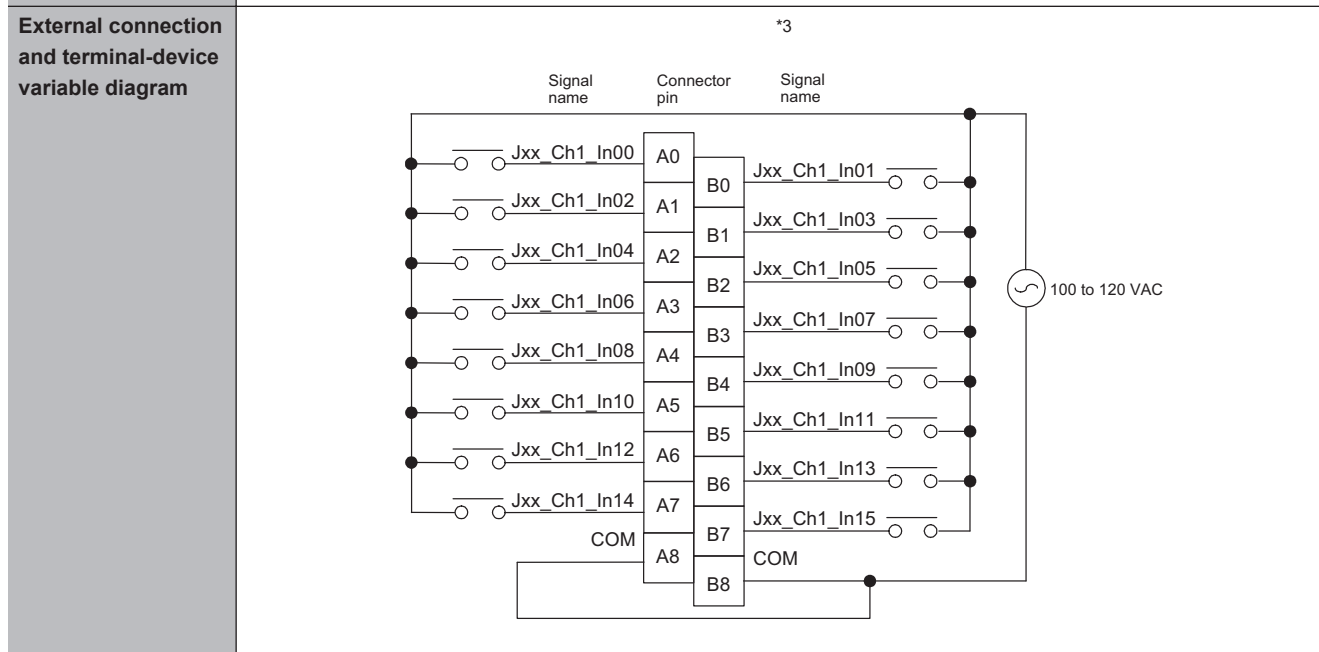 External connection
and terminal-device
variable diagram
*3
Signal
name
Connector
pin
Signal
name
Jxx_Ch1_In00
A0
B0
Jxx_Ch1_In01
Jxx_Ch1_In02
A1
B1
Jxx_Ch1_In03
Jxx_Ch1_In04
A2
B2
Jxx_Ch1_In05
100 to 120 VAC
Jxx_Ch1_In06
A3
B3
Jxx_Ch1_In07
Jxx_Ch1_In08
A4
B4
Jxx_Ch1_In09
Jxx_Ch1_In10
A5
B5
Jxx_Ch1_In11
Jxx_Ch1_In12
A6
B6
Jxx_Ch1_In13
Jxx_Ch1_In14
A7
B7
Jxx_Ch1_In15
COM
A8
B8
COM